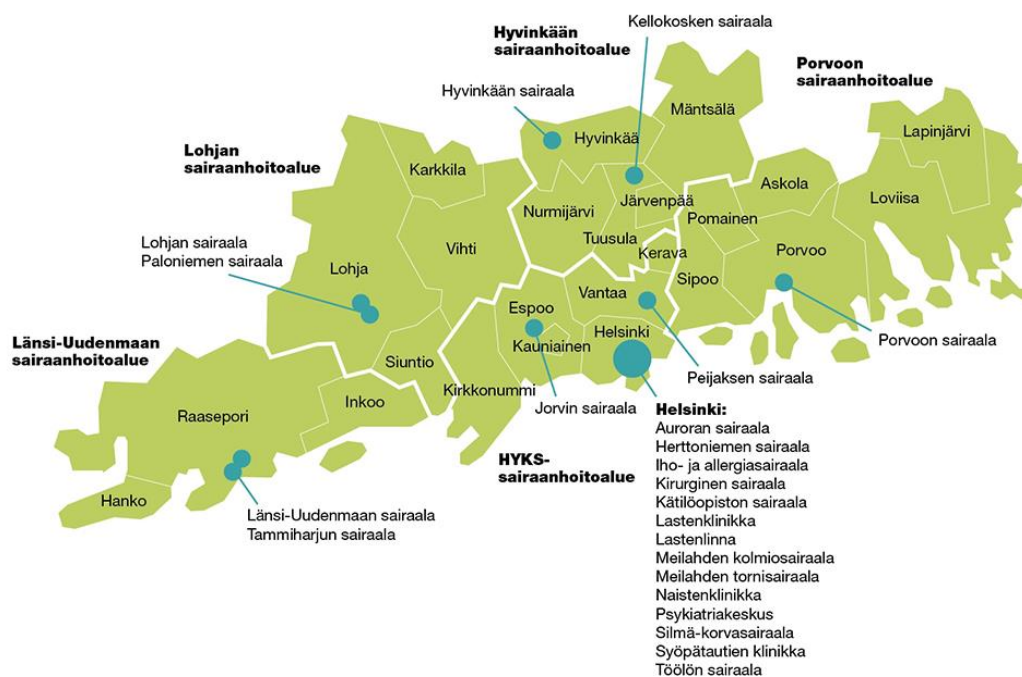 Kellokosken sairaala
Hyvinkään
sairaanhoitoalue
Porvoon
sairaanhoitoalue
Hyvinkään sairaala
Mäntsälä
Lapinjärvi
Hyvinkää
Lohjan
sairaanhoitoalue
Karkkila
Askola
Loviisa
Järvenpää
Nurmijärvi
Pornainen
Tuusula
Vihti
Kerava
Porvoo
Lohjan sairaala
Paloniemen sairaala
Lohja
Sipoo
Vantaa
Espoo
Helsinki
Kauniainen
Länsi-Uudenmaan
sairaanhoitoalue
Siuntio
Porvoon sairaala
Kirkkonummi
Peijaksen sairaala
Inkoo
Jorvin sairaala
Raasepori
HYKS-
sairaanhoitoalue
Hanko
Länsi-Uudenmaan sairaala
Tammiharjun sairaala
Helsinki:
Auroran sairaala
Herttoniemen sairaala
Iho- ja allergiasairaala
Kirurginen sairaala
Kätilöopiston sairaala
Lastenklinikka
Lastenlinna
Meilahden kolmiosairaala
Meilahden tornisairaala
Naistenklinikka
Psykiatriakeskus
Silmä-korvasairaala
Syöpätautien klinikka
Töölön sairaala